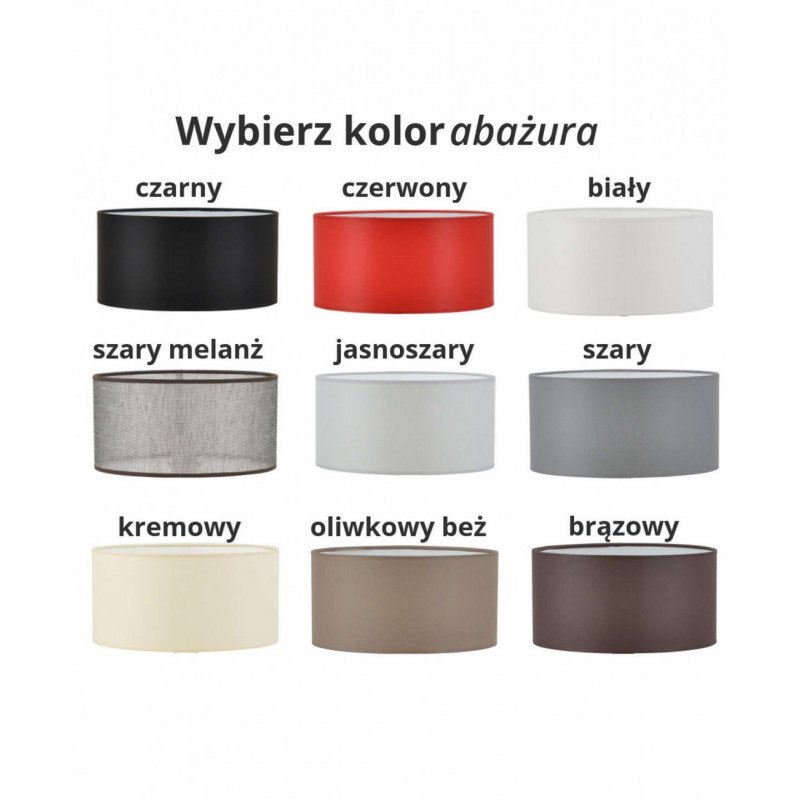 Wybierz kolor abażura
czarny czerwony biały
szary melanż jasnoszary szary
kremowy oliwkowy beż brązowy